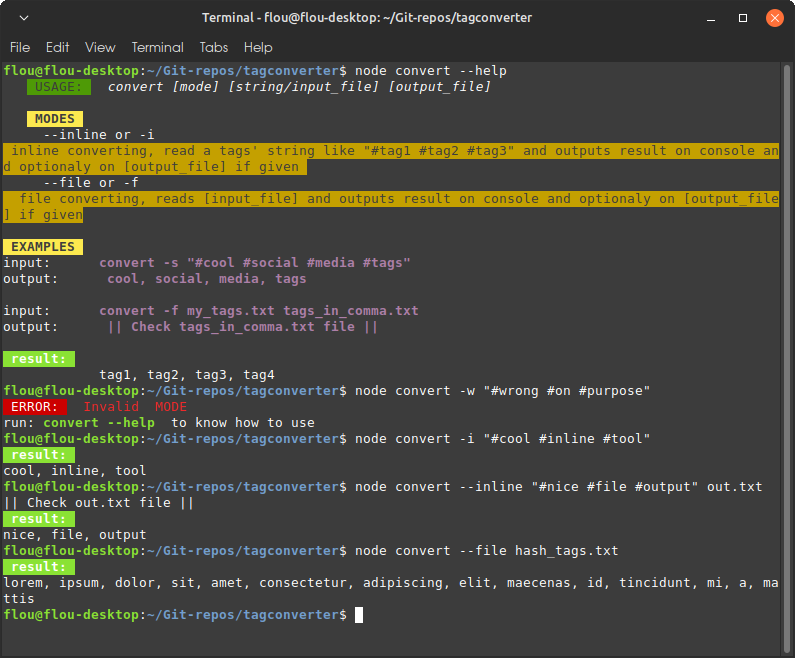 Terminal - flou@flou-desktop: ~/Git-repos/tagconverter
File Edit View Terminal Tabs Help
flou@flou-desktop:~/Git-repos/tagconverter$ node convert --help
USAGE: convert [mode] [string/input_file] [output_file]
MODES
--inline or -i
inline converting, read a tags' string like "#tag1 #tag2 #tag3" and outputs result on console an
d optionaly on [output_file] if given
--file or -f
file converting, reads [input_file] and outputs result on console and optionaly on [output_file
] if given
EXAMPLES
input: convert -s "#cool #social #media #tags"
output: cool, social, media, tags
input: convert -f my_tags.txt tags_in_comma.txt
output: || Check tags_in_comma.txt file ||
result:
tag1, tag2, tag3, tag4
flou@flou-desktop:~/Git-repos/tagconverter$ node convert -w "#wrong #on #purpose"
ERROR: Invalid MODE
run: convert --help to know how to use
flou@flou-desktop:~/Git-repos/tagconverter$ node convert -i "#cool #inline #tool"
result:
cool, inline, tool
flou@flou-desktop:~/Git-repos/tagconverter$ node convert --inline "#nice #file #output" out.txt
|| Check out.txt file ||
result:
nice, file, output
flou@flou-desktop:~/Git-repos/tagconverter$ node convert --file hash_tags.txt
result:
lorem, ipsum, dolor, sit, amet, consectetur, adipiscing, elit, maecenas, id, tincidunt, mi, a, ma
ttis
flou@flou-desktop:~/Git-repos/tagconverter$